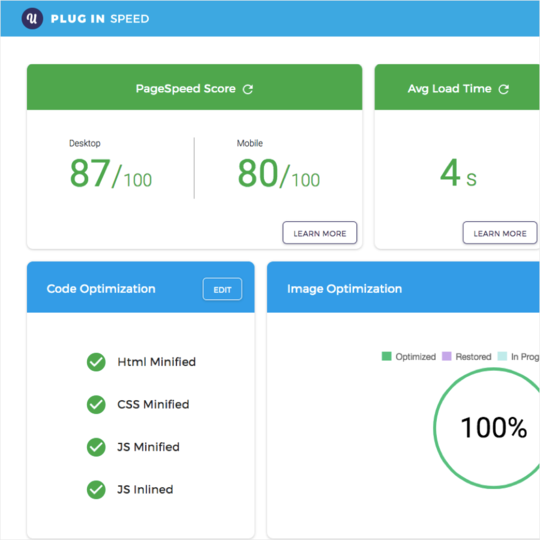 u PLUG IN SPEED
PageSpeed Score
Avg Load Time
Desktop
87/100
Mobile
80/100
4 s
LEARN MORE
LEARN MORE
Code Optimization
EDIT
Image Optimization
Html Minified
CSS Minified
JS Minified
JS Inlined
Optimized
Restored
In Prog
100%